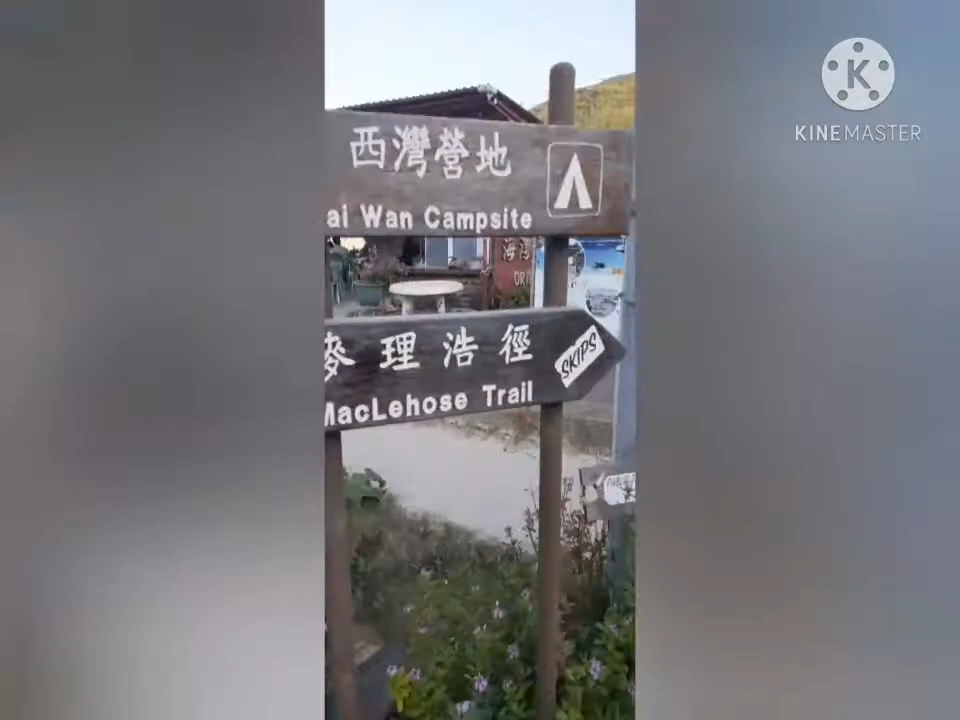 西灣營地
ai Wan Campsite
麥理浩徑
MacLehose Trail
SKIPS
K
KINEMASTER